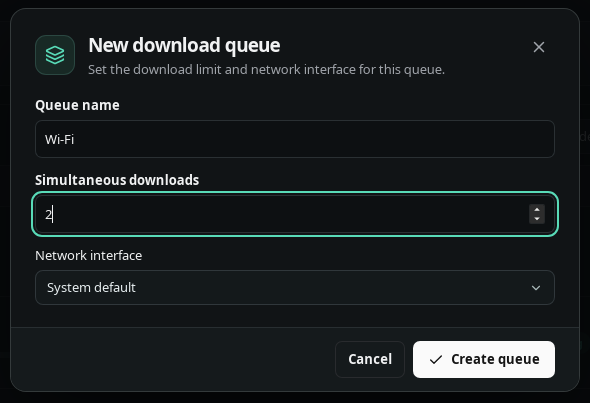 New download queue
Set the download limit and network interface for this queue.
Queue name
Wi-Fi
Simultaneous downloads
2
Network interface
System default
Cancel
Create queue